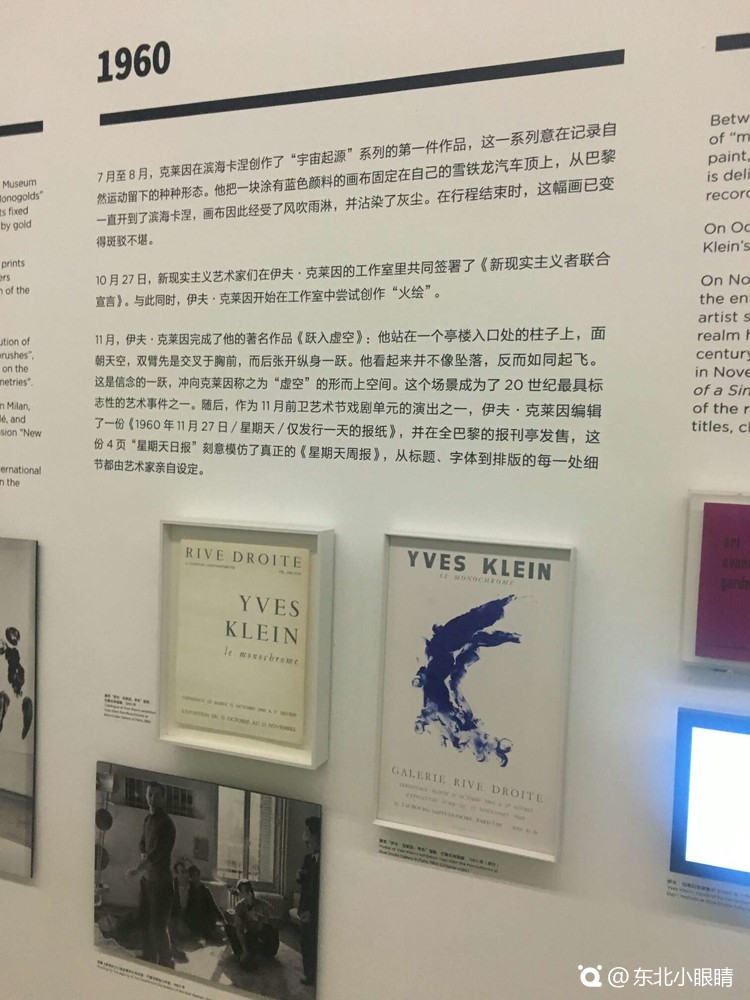 1960
7月至8月，克莱因在滨海卡涅创作了“宇宙起源”系列的第一件作品，这一系列意在记录自
然运动留下的种种形态。他把一块涂有蓝色颜料的画布固定在自己的雪铁龙汽车顶上，从巴黎
一直开到了滨海卡涅，画布因此经受了风吹雨淋，并沾染了灰尘。在行程结束时，这幅画已变
得斑驳不堪。
10月27日，新现实主义艺术家们在伊夫·克莱因的工作室里共同签署了《新现实主义者联合
宣言》。与此同时，伊夫·克莱因开始在工作室中尝试创作“火绘”。
11月，伊夫·克莱因完成了他的著名作品《跃入虚空》：他站在一个亭楼入口处的柱子上，面
朝天空，双臂先是交叉于胸前，而后张开纵身一跃。他看起来并不像坠落，反而如同起飞。
这是信念的一跃，冲向克莱因称之为“虚空”的形而上空间。这个场景成为了20世纪最具标
志性的艺术事件之一。随后，作为11月前卫艺术节戏剧单元的演出之一，伊夫·克莱因编辑
了一份《1960年11月27日/星期天/仅发行一天的报纸》，并在全巴黎的报刊亭发售，这
份4页“星期天日报”刻意模仿了真正的《星期天周报》，从标题、字体到排版的每一处细
节都由艺术家亲自设定。
Museum
onogolds”
ts fixed
by gold
prints
ers
n of the
ution of
brushes”,
on the
metries”.
n Milan,
lé, and
ssion “New
ernational
n the
Betw
of “m
paint,
is deli
record
On Oc
Klein’s
On No
the en
artist s
realm h
century
in Nove
of a Sin
of the r
titles, c
RIVE DROITE
YVES
KLEIN
le monochrome
YVES KLEIN
LE MONOCHROME
GALERIE RIVE DROITE
art
avant
garde
@东北小眼睛